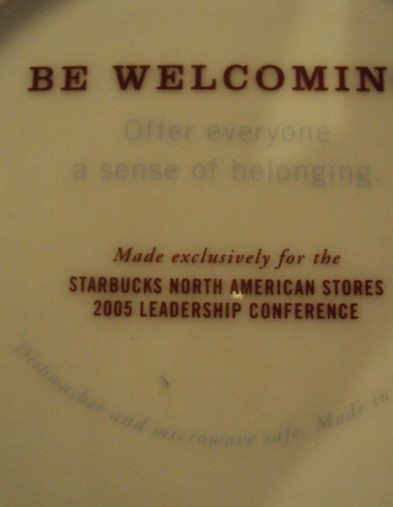 BE WELCOMIN
Offer everyone
a sense of belonging.
Made exclusively for the
STARBUCKS NORTH AMERICAN STORES
2005 LEADERSHIP CONFERENCE
Dishwasher and microwave safe. Made in